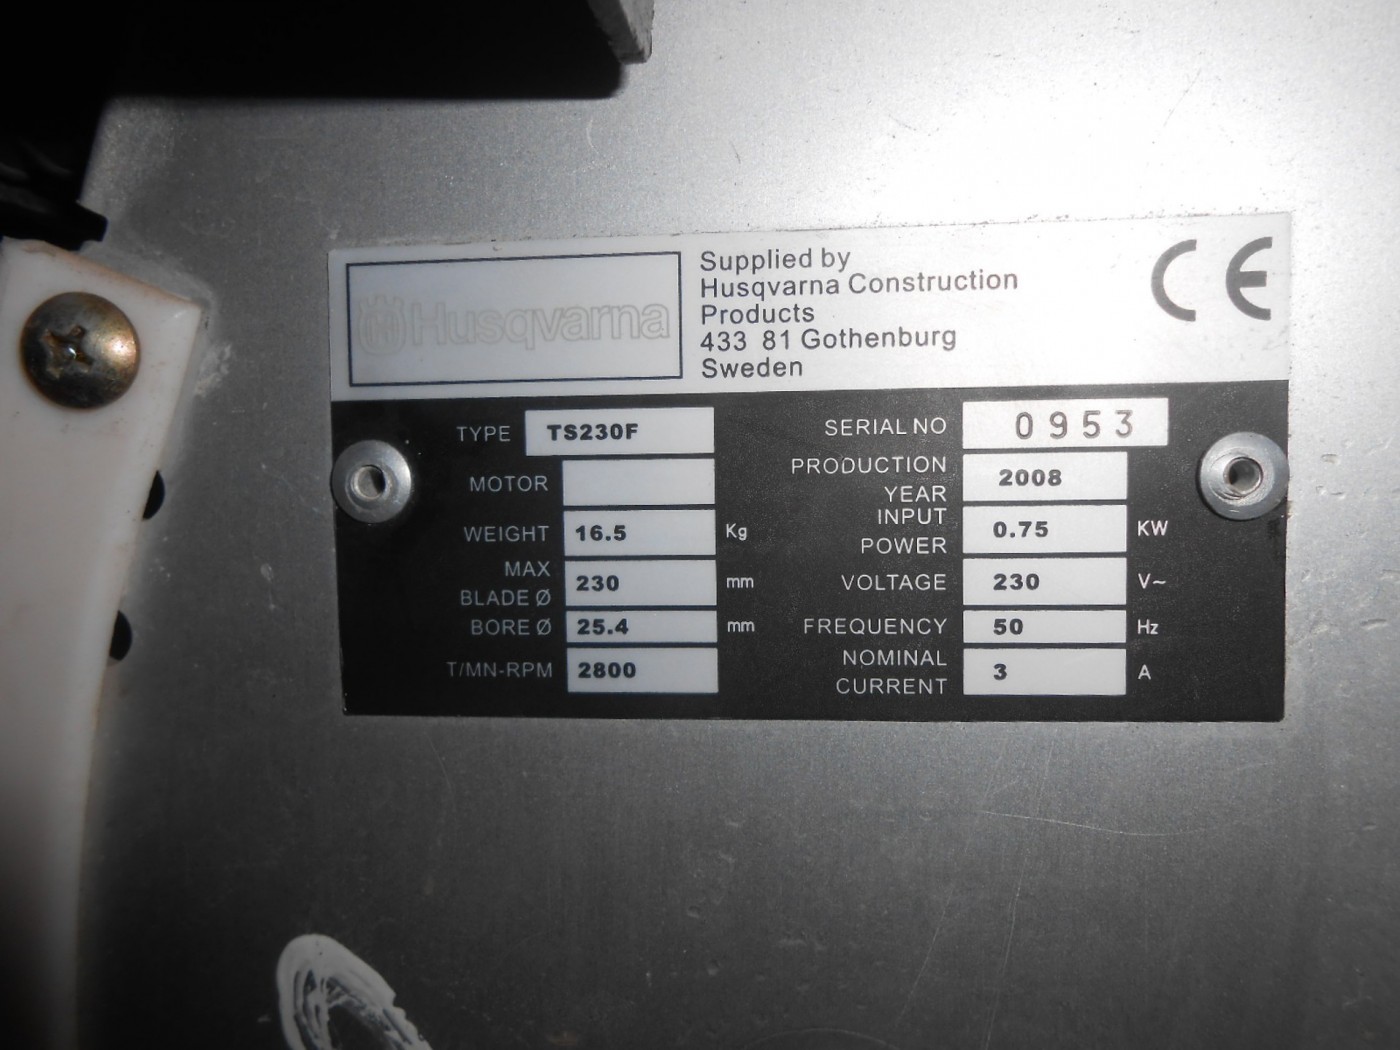 Husqvarna
Supplied by
Husqvarna Construction
Products
433 81 Gothenburg
Sweden
CE
TYPE TS230F
MOTOR
WEIGHT 16.5 Kg
MAX
BLADE Ø 230 mm
BORE Ø 25.4 mm
T/MN-RPM 2800
SERIAL NO 0953
PRODUCTION
YEAR 2008
INPUT
POWER 0.75 KW
VOLTAGE 230 V~
FREQUENCY 50 Hz
NOMINAL
CURRENT 3 A